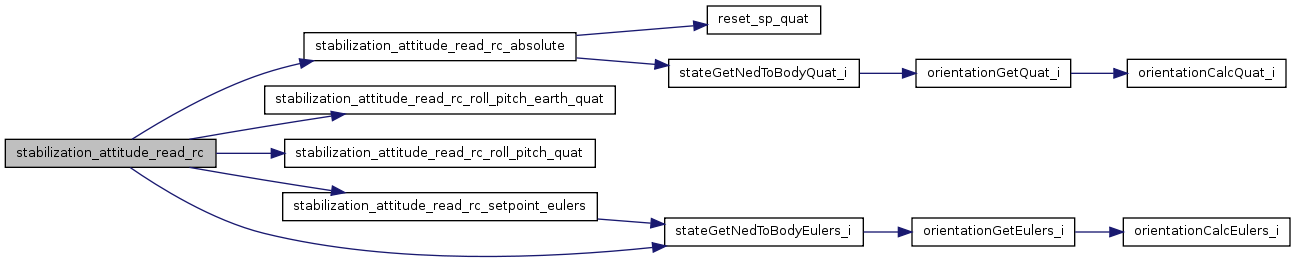 stabilization_attitude_read_rc
stabilization_attitude_read_rc_absolute
reset_sp_quat
stateGetNedToBodyQuat_i
orientationGetQuat_i
orientationCalcQuat_i
stabilization_attitude_read_rc_roll_pitch_earth_quat
stabilization_attitude_read_rc_roll_pitch_quat
stabilization_attitude_read_rc_setpoint_eulers
stateGetNedToBodyEulers_i
orientationGetEulers_i
orientationCalcEulers_i